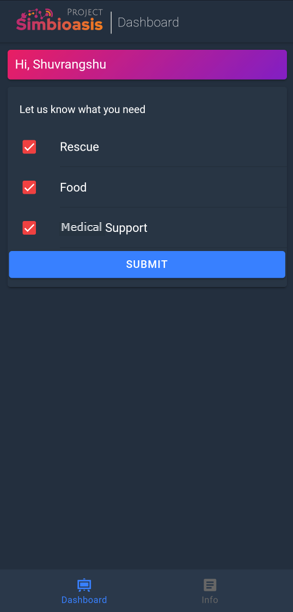 PROJECT
Simbioasis | Dashboard
Hi, Shuvrangshu
Let us know what you need
Rescue
Food
Medical Support
SUBMIT
Dashboard
Info